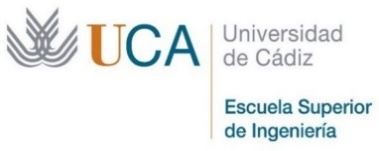 UCA
Universidad
de Cádiz
Escuela Superior
de Ingeniería